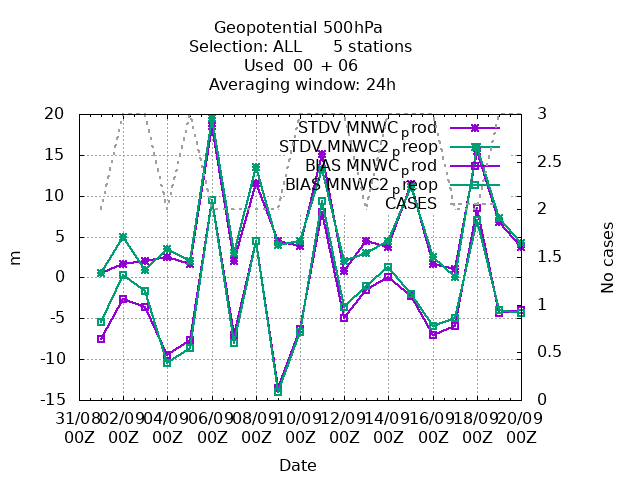 Geopotential 500hPa
Selection: ALL 5 stations
Used 00 + 06
Averaging window: 24h
20 3
STDV MNWC_prod
STDV MNWC2_preop
15 2.5
BIAS MNWC_prod
BIAS MNWC2_preop
10 2
CASES
5 1.5
m
No cases
0
-5 1
-10 0.5
-15 0
31/08 02/09 04/09 06/09 08/09 10/09 12/09 14/09 16/09 18/09 20/09
00Z 00Z 00Z 00Z 00Z 00Z 00Z 00Z 00Z 00Z 00Z
Date